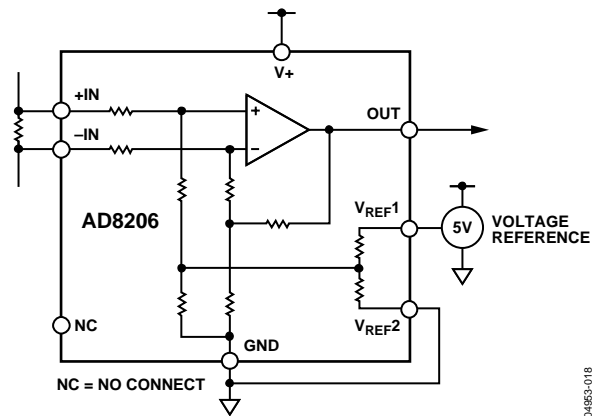 V+
+IN
–IN
+
–
OUT
AD8206
VREF1
5V
VOLTAGE
REFERENCE
VREF2
NC
GND
NC = NO CONNECT
04953-018